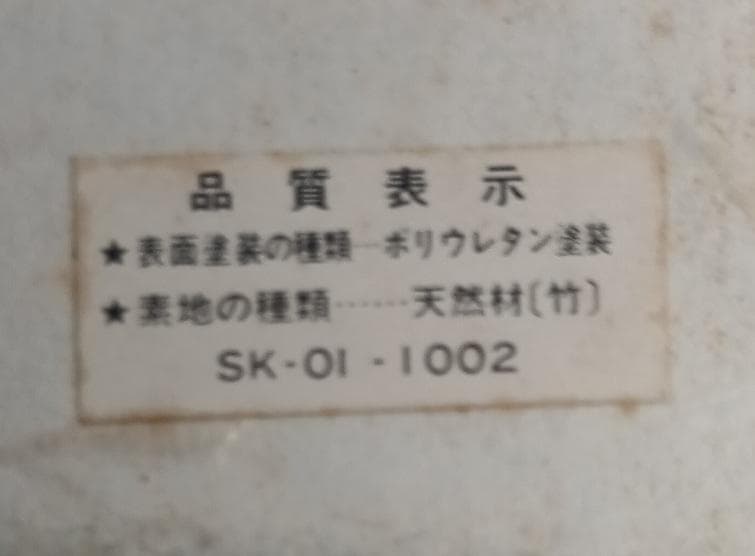 品質表示
★表面塗装の種類…ポリウレタン塗装
★素地の種類……天然材〔竹〕
SK-01-1002